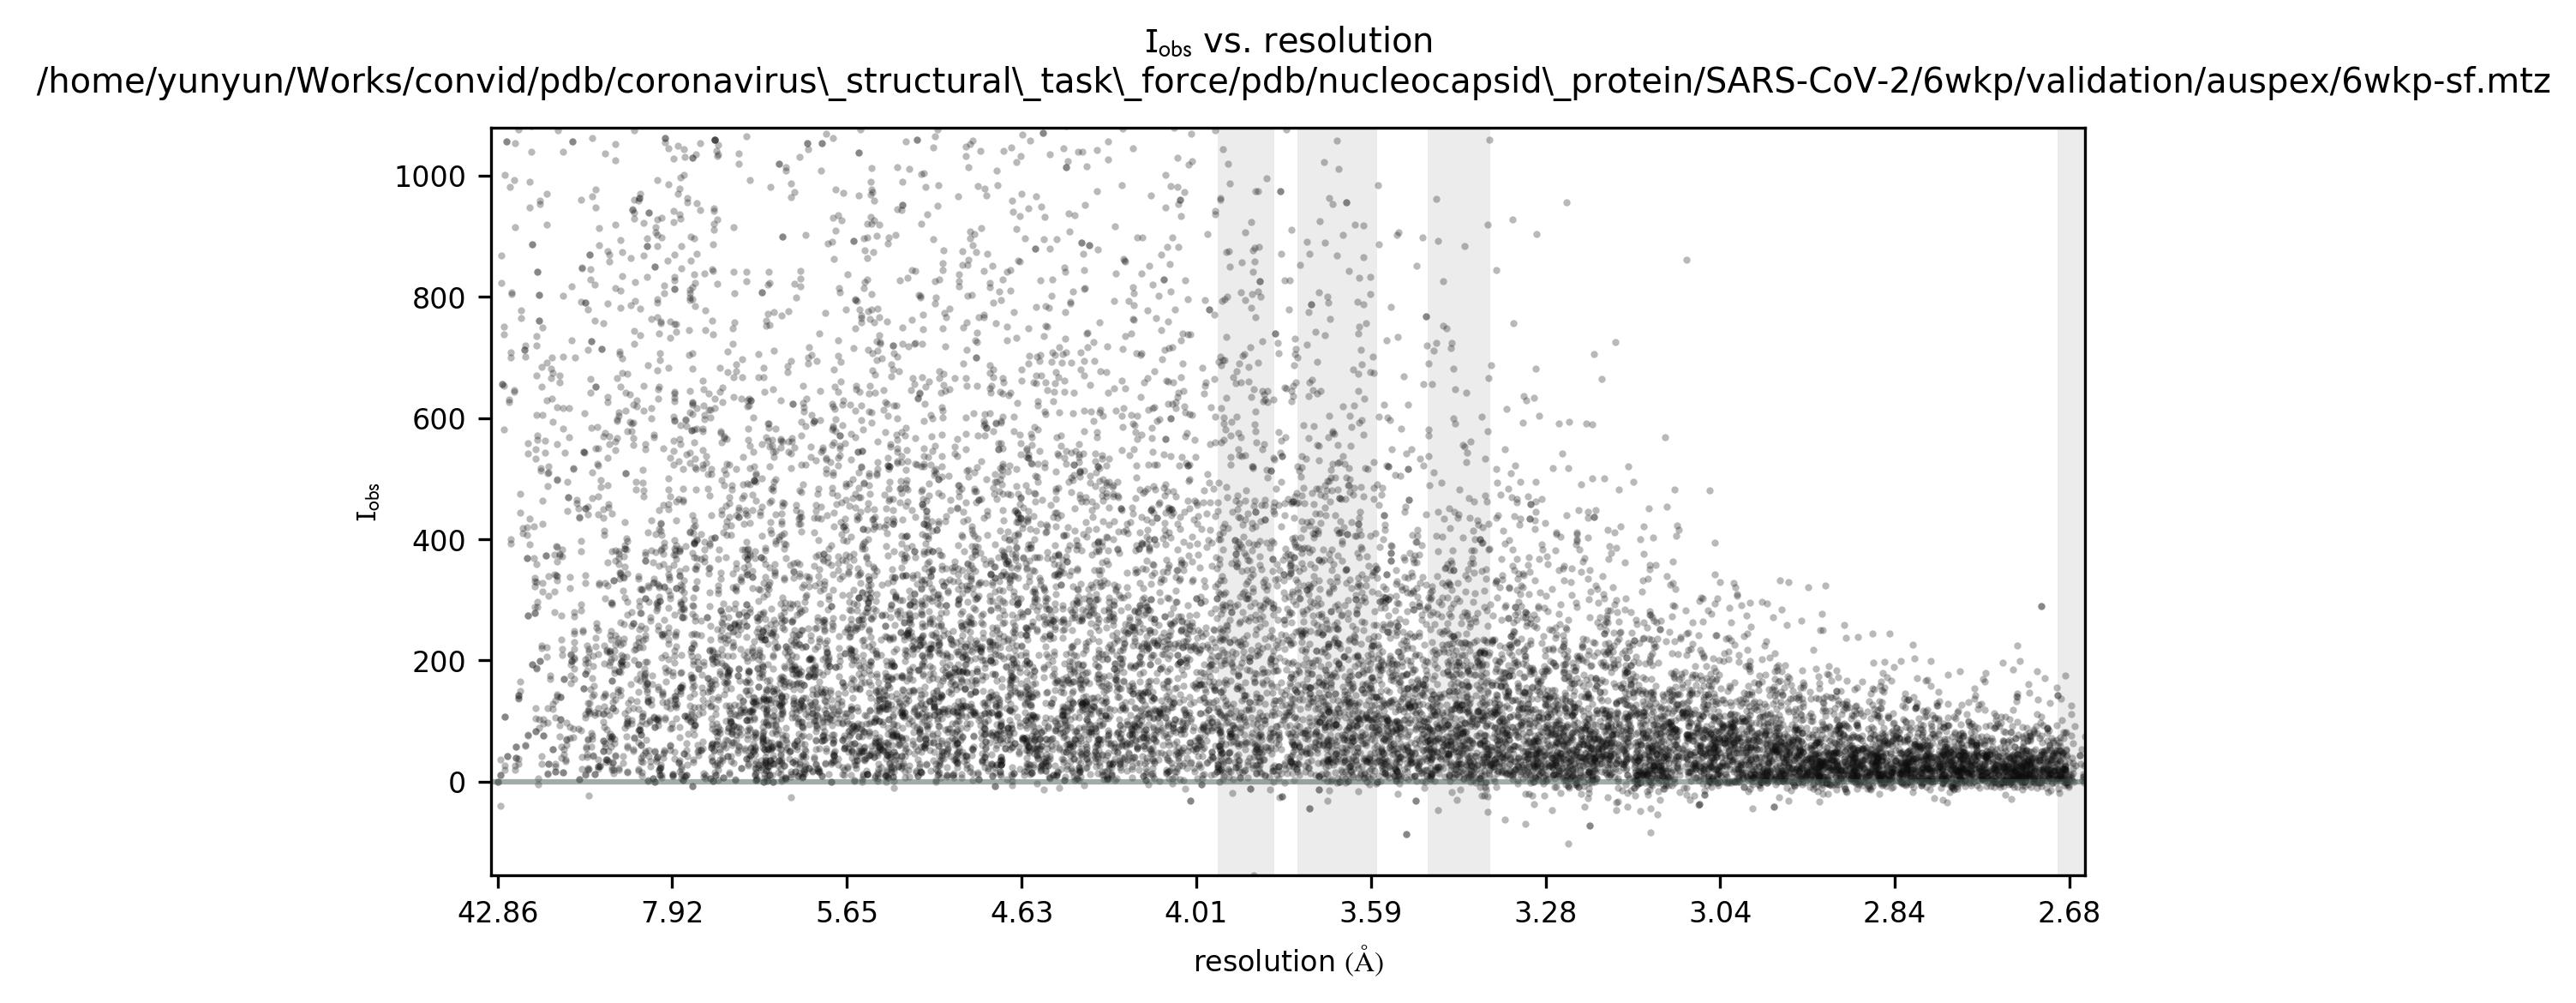 Iobs vs. resolution
/home/yunyun/Works/convid/pdb/coronavirus\_structural\_task\_force/pdb/nucleocapsid\_protein/SARS-CoV-2/6wkp/validation/auspex/6wkp-sf.mtz
1000
800
600
400
200
0
Iobs
42.86 7.92 5.65 4.63 4.01 3.59 3.28 3.04 2.84 2.68
resolution (Å)